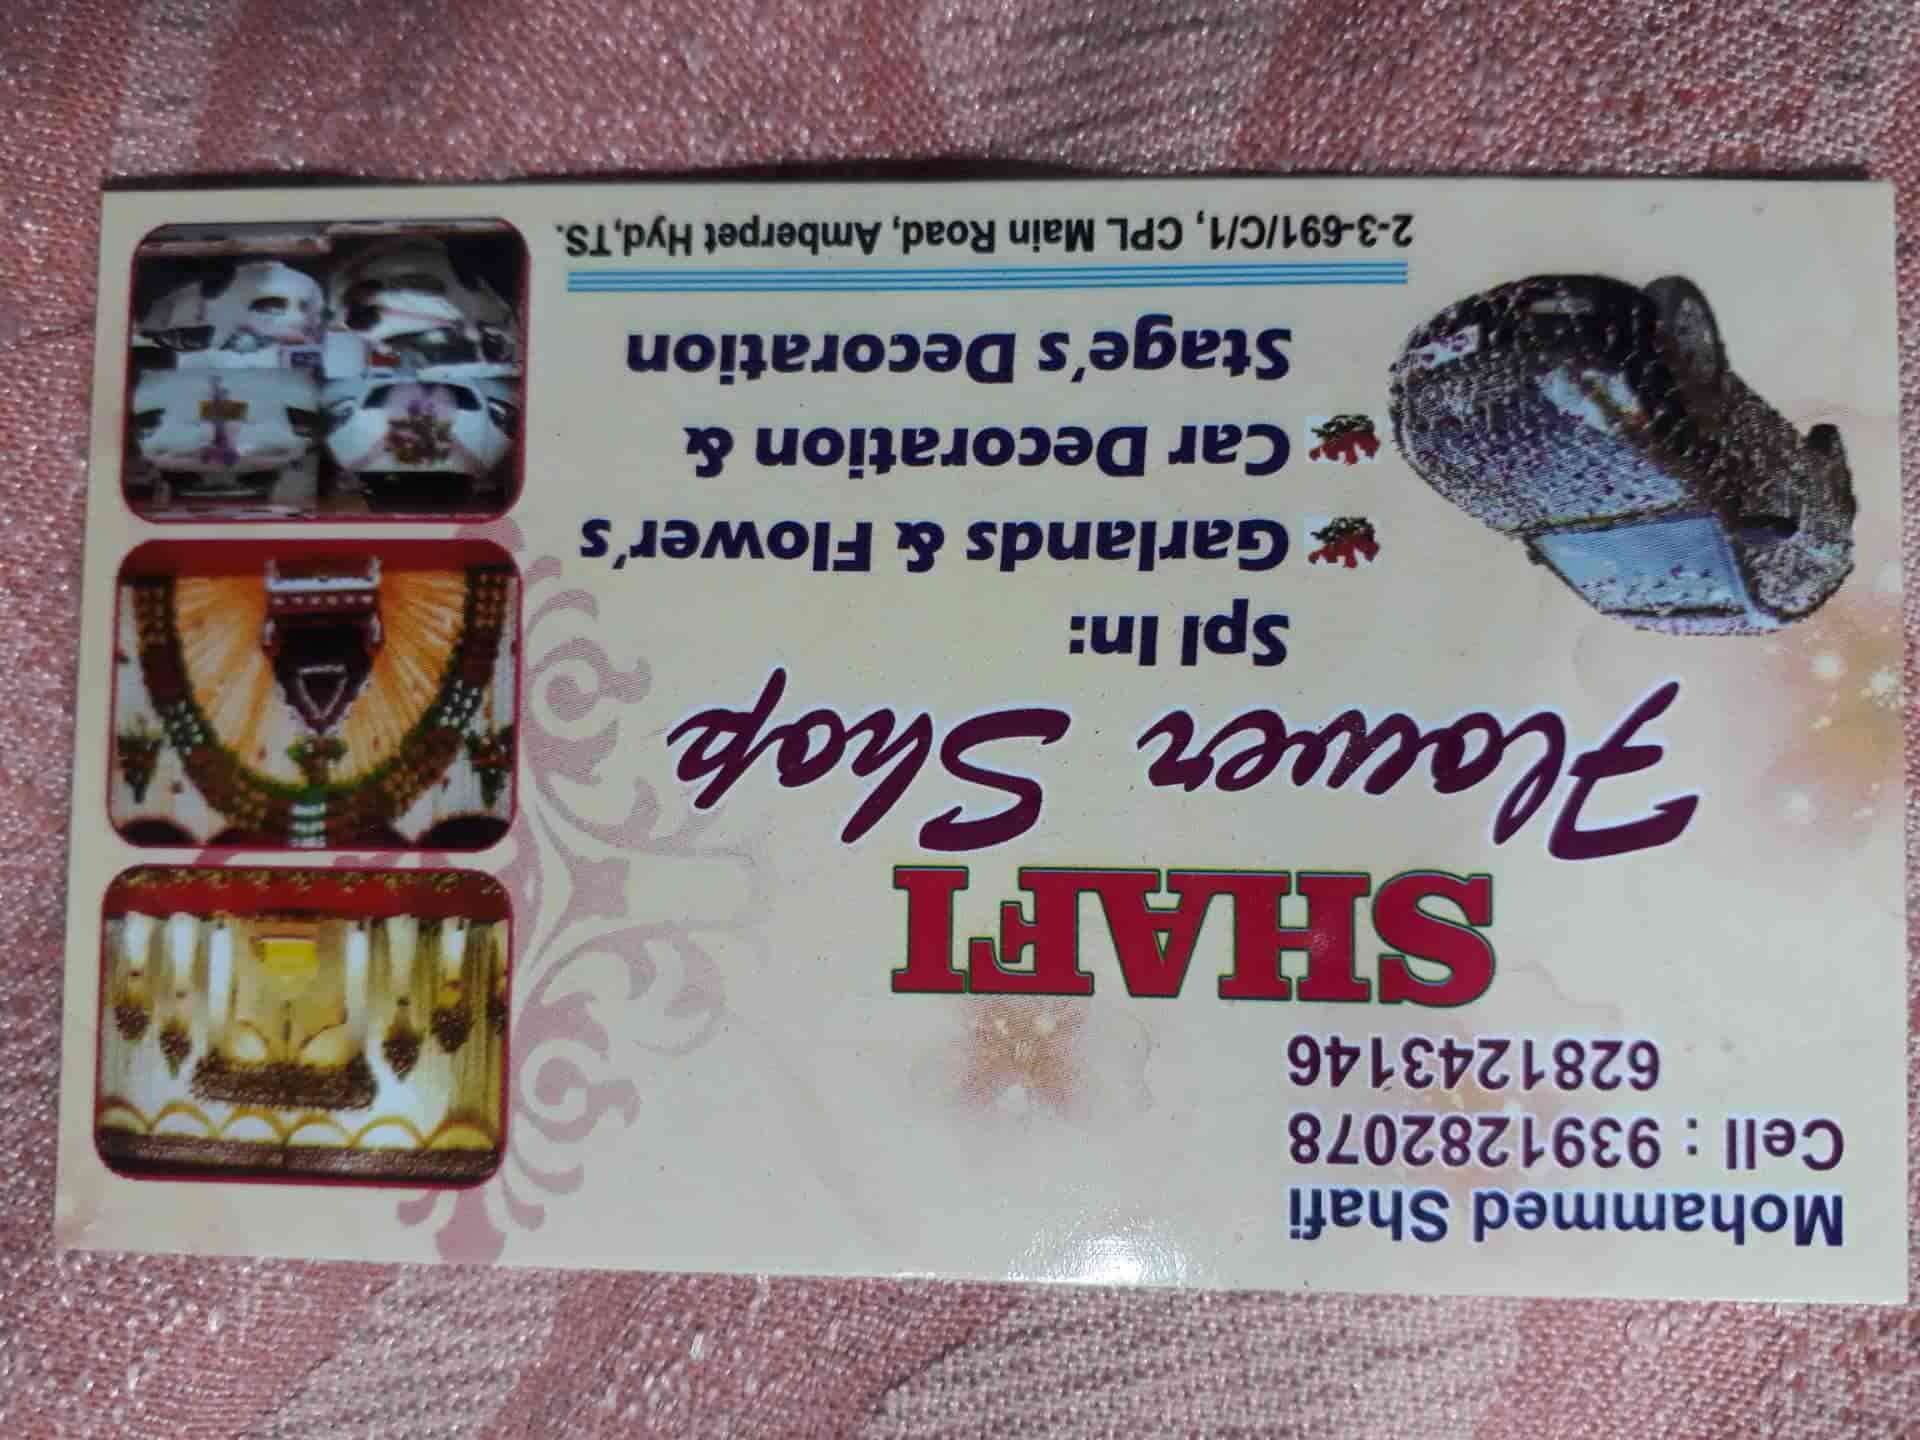 Mohammed Shafi
Cell : 9391282078
6281243146
SHAFI
Flower Shop
Spl In:
Garlands & Flower's
Car Decoration &
Stage's Decoration
2-3-691/C/1, CPL Main Road, Amberpet Hyd,TS.